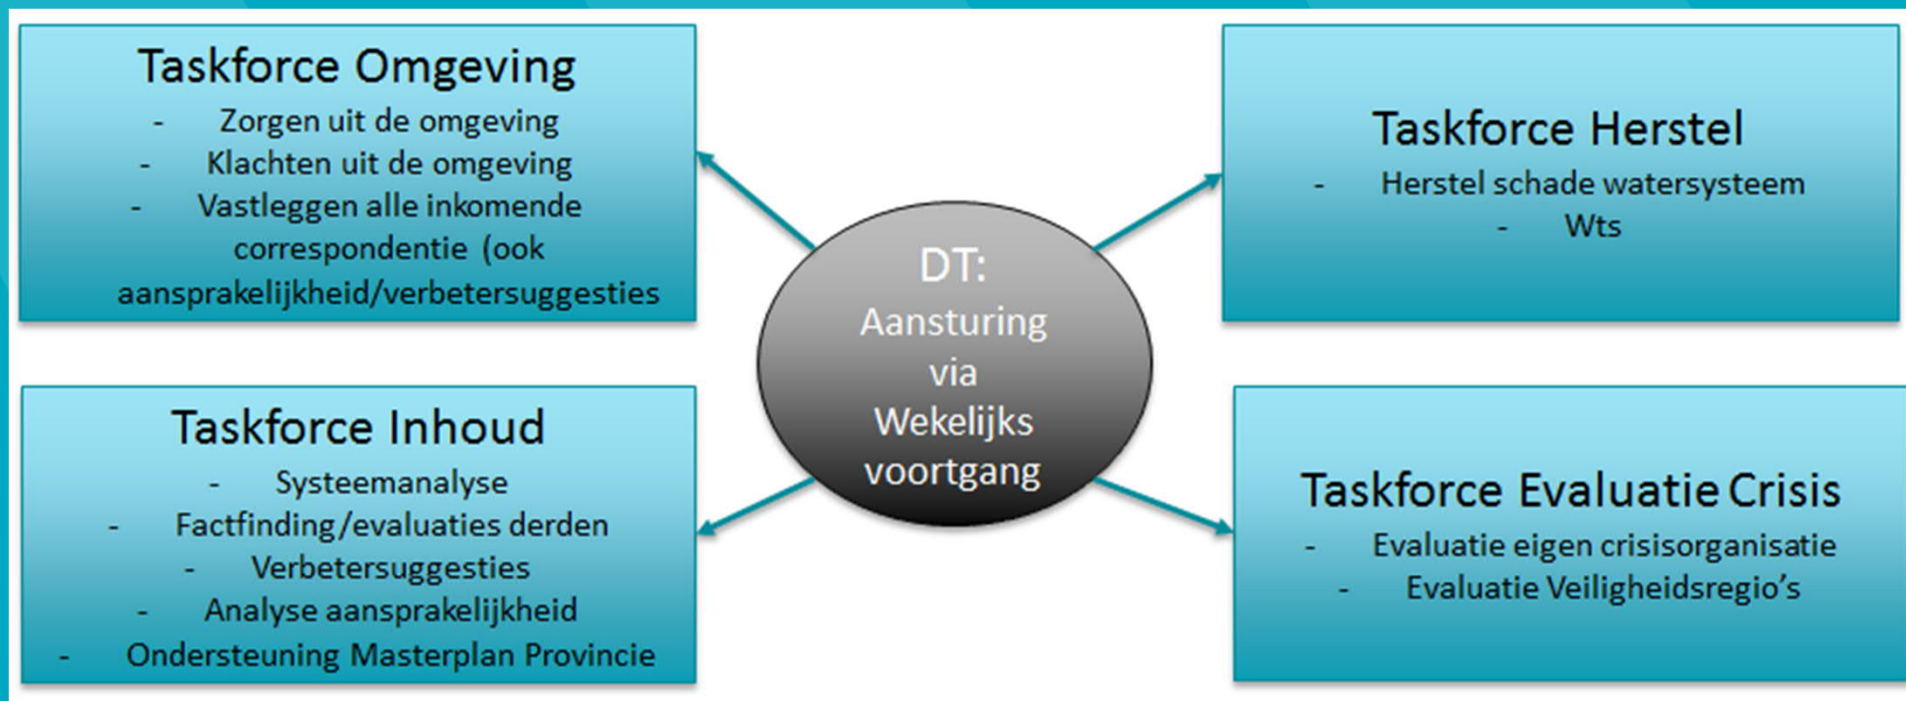 Taskforce Omgeving
- Zorgen uit de omgeving
- Klachten uit de omgeving
- Vastleggen alle inkomende
correspondentie (ook
aansprakelijkheid/verbetersuggesties
Taskforce Herstel
- Herstel schade watersysteem
- Wts
DT:
Aansturing
via
Wekelijks
voortgang
Taskforce Inhoud
- Systeemanalyse
- Factfinding/evaluaties derden
- Verbetersuggesties
- Analyse aansprakelijkheid
- Ondersteuning Masterplan Provincie
Taskforce Evaluatie Crisis
- Evaluatie eigen crisisorganisatie
- Evaluatie Veiligheidsregio’s